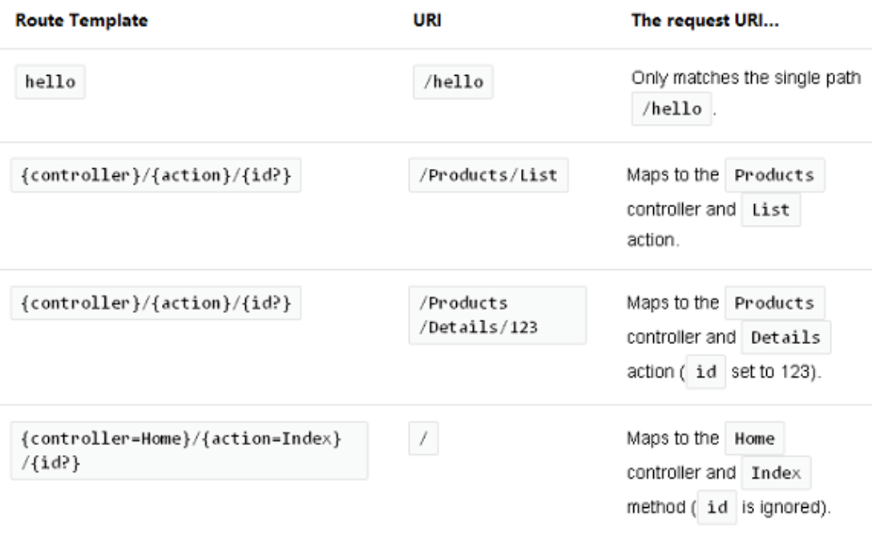 Route Template URI The request URI...
hello /hello Only matches the single path
/hello .
{controller}/{action}/{id?} /Products/List Maps to the Products
controller and List
action.
{controller}/{action}/{id?} /Products Maps to the Products
/Details/123 controller and Details
action ( id set to 123).
{controller=Home}/{action=Index} / Maps to the Home
/{id?} controller and Index
method ( id is ignored).